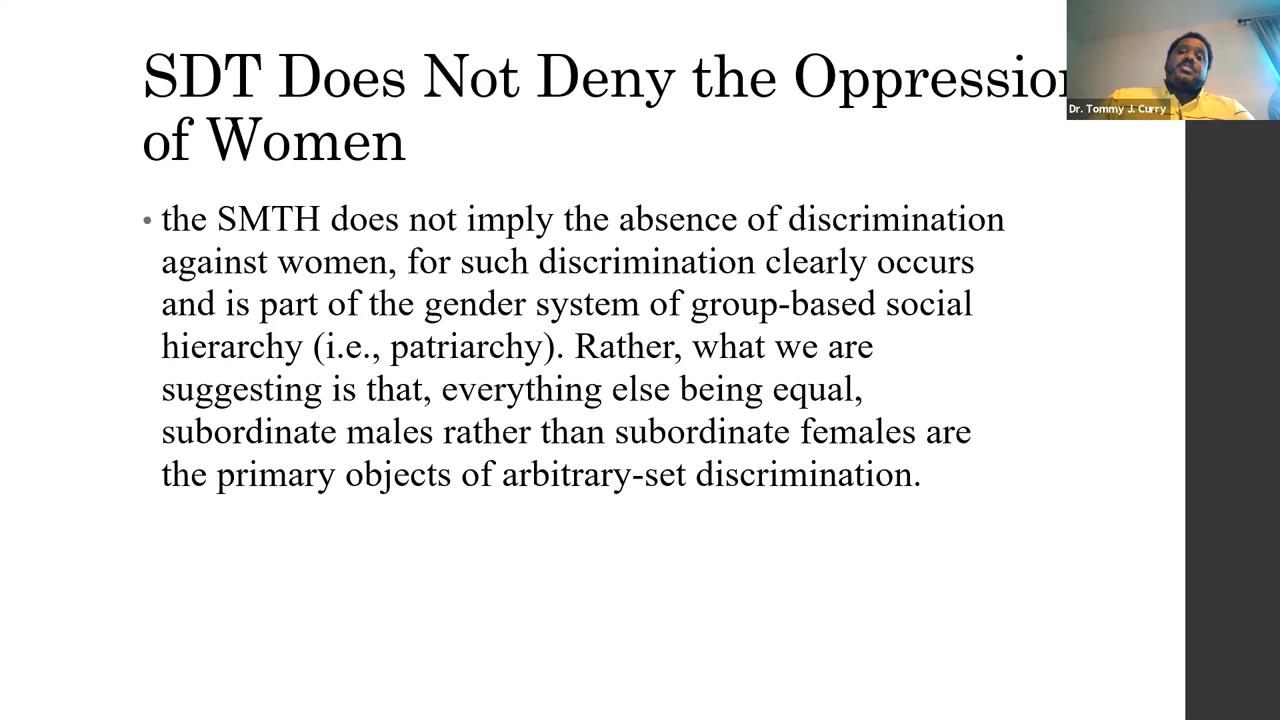 SDT Does Not Deny the Oppression
of Women
Dr. Tommy J. Curry
• the SMTH does not imply the absence of discrimination
against women, for such discrimination clearly occurs
and is part of the gender system of group-based social
hierarchy (i.e., patriarchy). Rather, what we are
suggesting is that, everything else being equal,
subordinate males rather than subordinate females are
the primary objects of arbitrary-set discrimination.